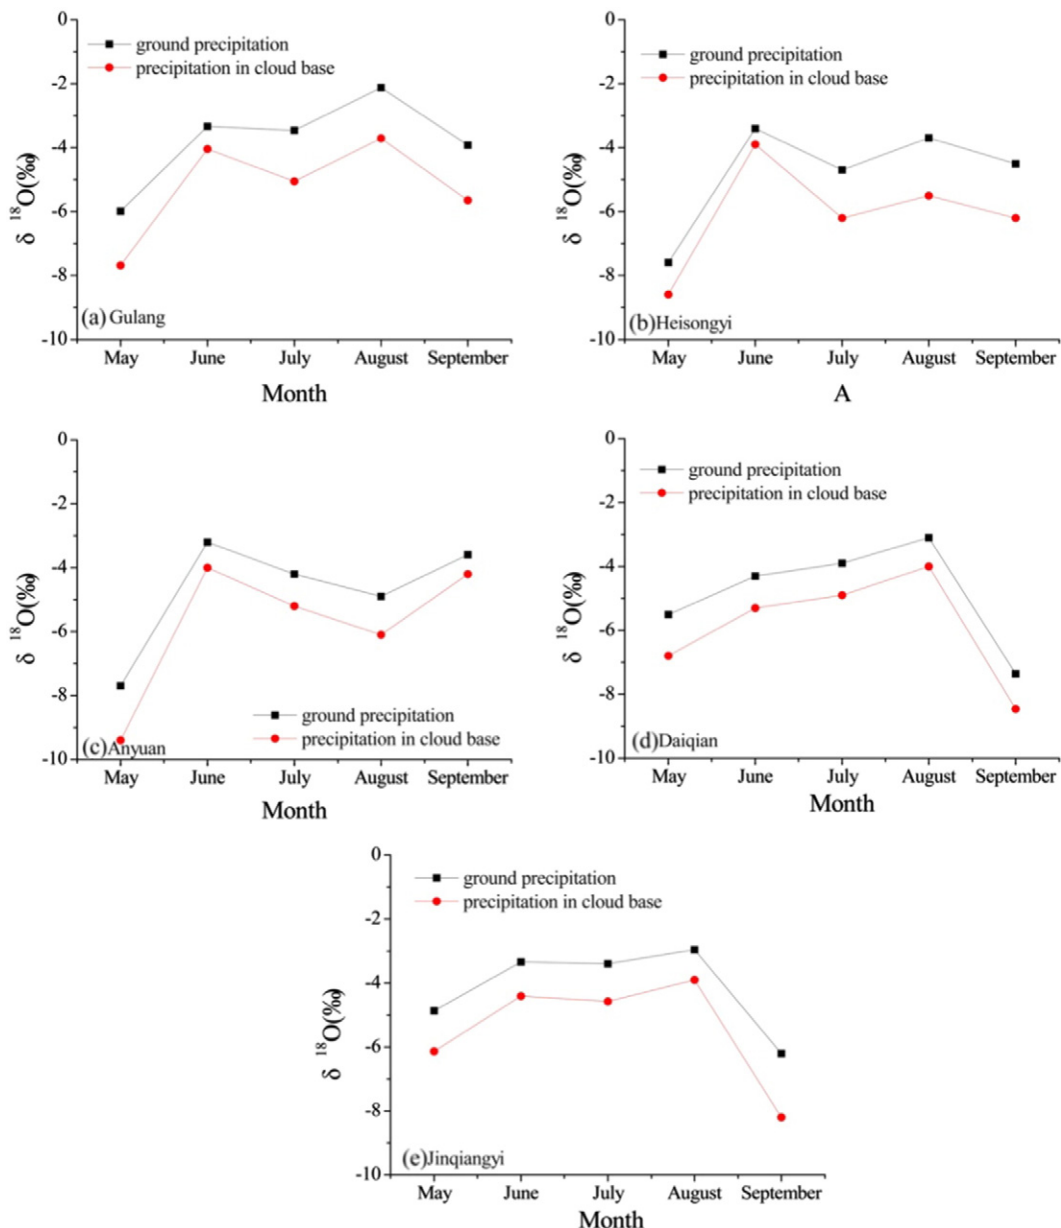 0
-2
-4
-6
-8
-10
δ ¹⁸O(‰)
ground precipitation
precipitation in cloud base
(a) Gulang
May June July August September
Month
0
-2
-4
-6
-8
-10
δ ¹⁸O(‰)
ground precipitation
precipitation in cloud base
(b)Heisongyi
May June July August September
A
0
-2
-4
-6
-8
-10
δ ¹⁸O(‰)
ground precipitation
precipitation in cloud base
(c)Anyuan
May June July August September
Month
0
-2
-4
-6
-8
-10
δ ¹⁸O(‰)
ground precipitation
precipitation in cloud base
(d)Daiqian
May June July August September
Month
0
-2
-4
-6
-8
-10
δ ¹⁸O(‰)
ground precipitation
precipitation in cloud base
(e)Jinqiangyi
May June July August September
Month